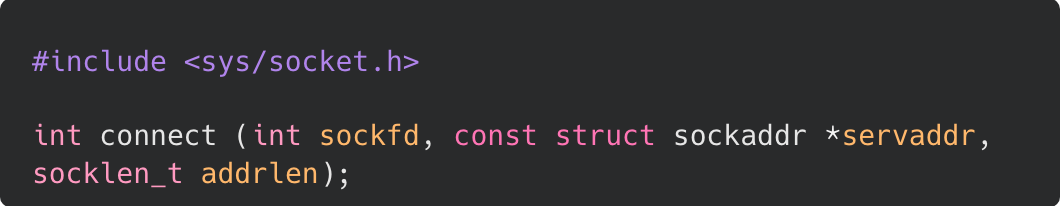 #include <sys/socket.h>
int connect (int sockfd, const struct sockaddr *servaddr,
socklen_t addrlen);